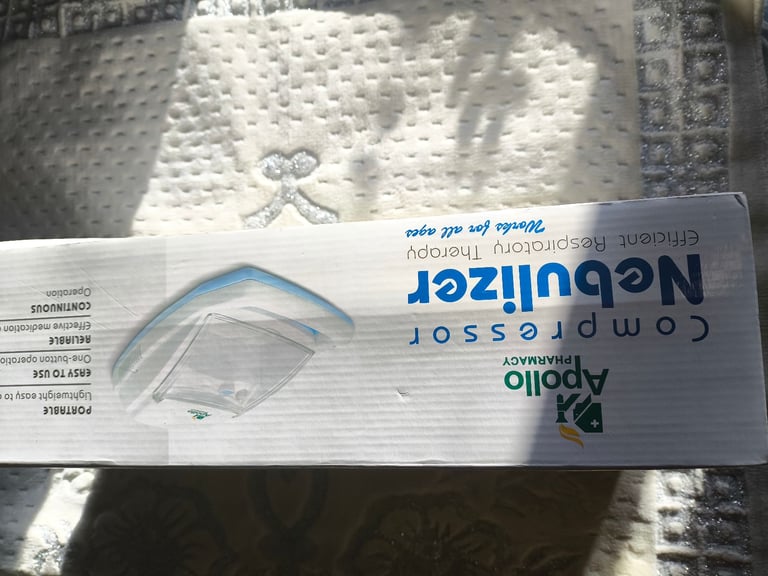 Apollo
PHARMACY
Compressor
Nebulizer
Efficient Respiratory Therapy
Works for all ages
Apollo
PORTABLE
Lightweight easy to
EASY TO USE
One-button operation
RELIABLE
Effective medication
CONTINUOUS
Operation